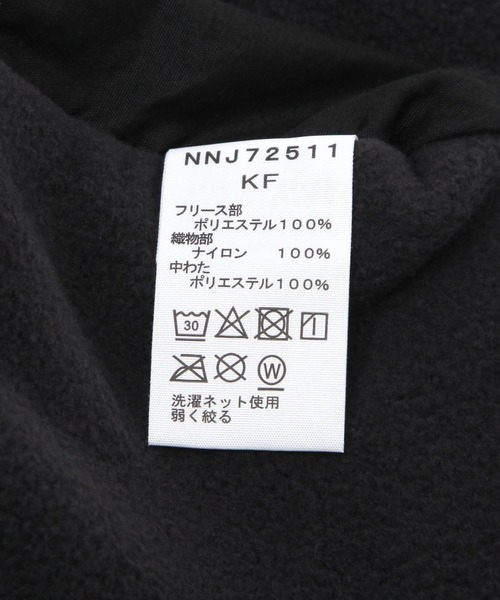 NNJ72511
KF
フリース部
ポリエステル100%
織物部
ナイロン 100%
中わた
ポリエステル100%
30
W
洗濯ネット使用
弱く絞る